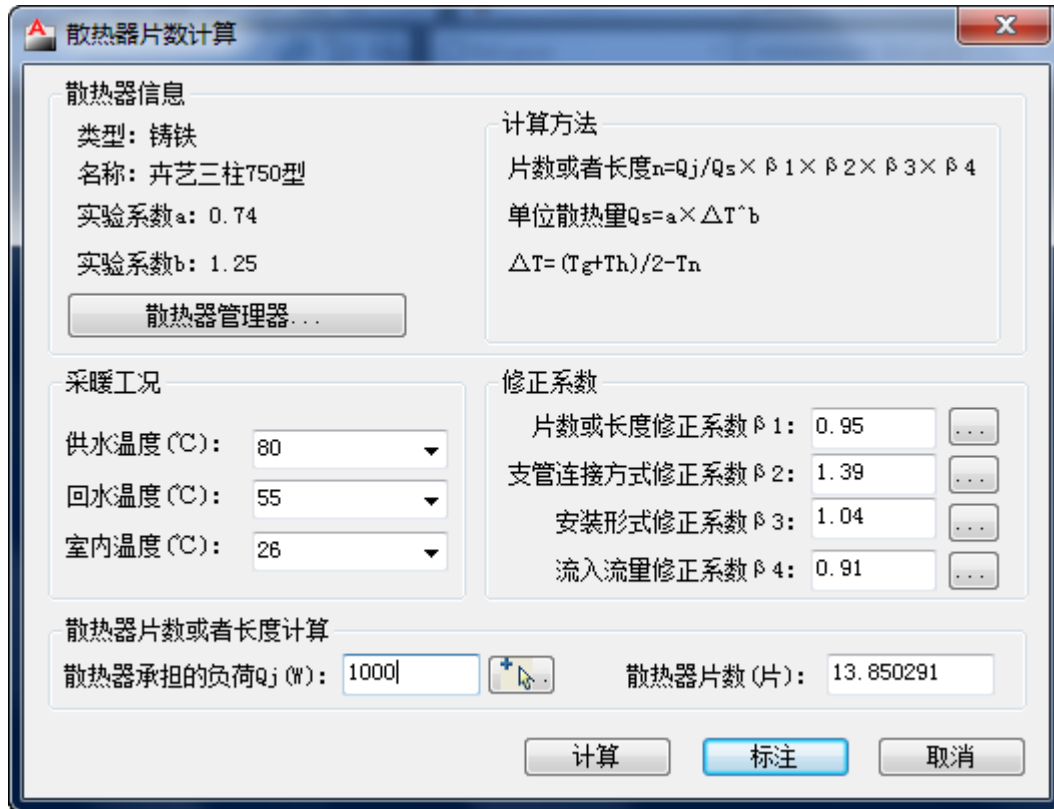 散热器片数计算
散热器信息
类型: 铸铁
名称: 卉艺三柱750型
实验系数a: 0.74
实验系数b: 1.25
散热器管理器...
计算方法
片数或者长度n=Qj/Qs×β1×β2×β3×β4
单位散热量Qs=a×△T^b
△T=(Tg+Th)/2-Tn
采暖工况
供水温度(℃): 80
回水温度(℃): 55
室内温度(℃): 26
修正系数
片数或长度修正系数β1: 0.95 ...
支管连接方式修正系数β2: 1.39 ...
安装形式修正系数β3: 1.04 ...
流入流量修正系数β4: 0.91 ...
散热器片数或者长度计算
散热器承担的负荷Qj(W): 1000
散热器片数(片): 13.850291
计算 标注 取消